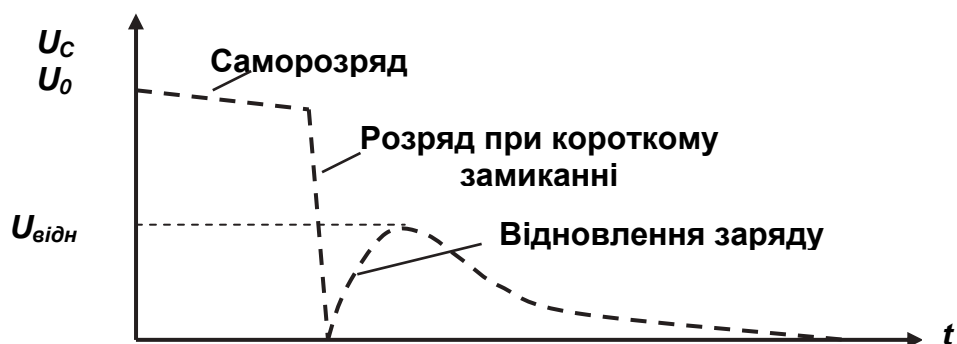 U_C
U_0
Саморозряд
Розряд при короткому
замиканні
U_відн
Відновлення заряду
t